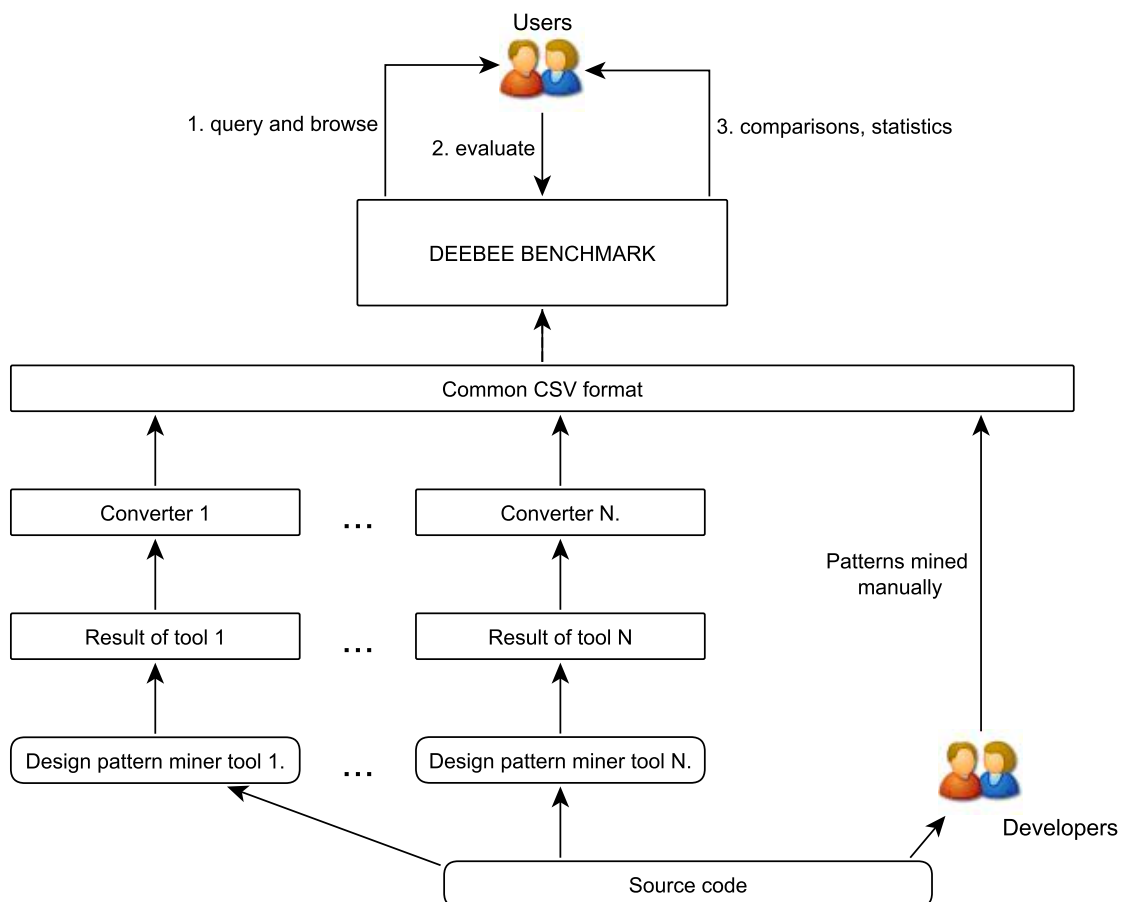 Users
1. query and browse
2. evaluate
3. comparisons, statistics
DEEBEE BENCHMARK
Common CSV format
Converter 1
...
Converter N.
Patterns mined
manually
Result of tool 1
...
Result of tool N
Design pattern miner tool 1.
...
Design pattern miner tool N.
Developers
Source code